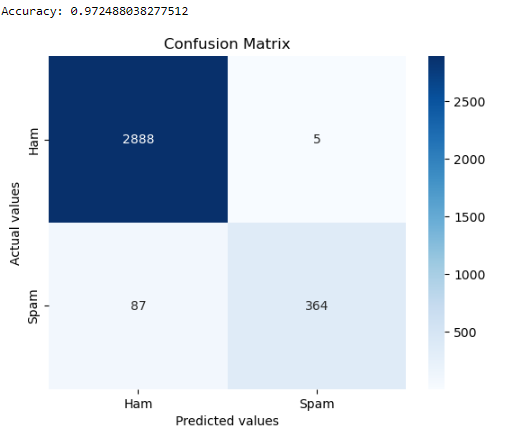 Accuracy: 0.972488038277512
Confusion Matrix
Actual values
Ham
2888
5
Spam
87
364
Ham
Spam
Predicted values
2500
2000
1500
1000
500